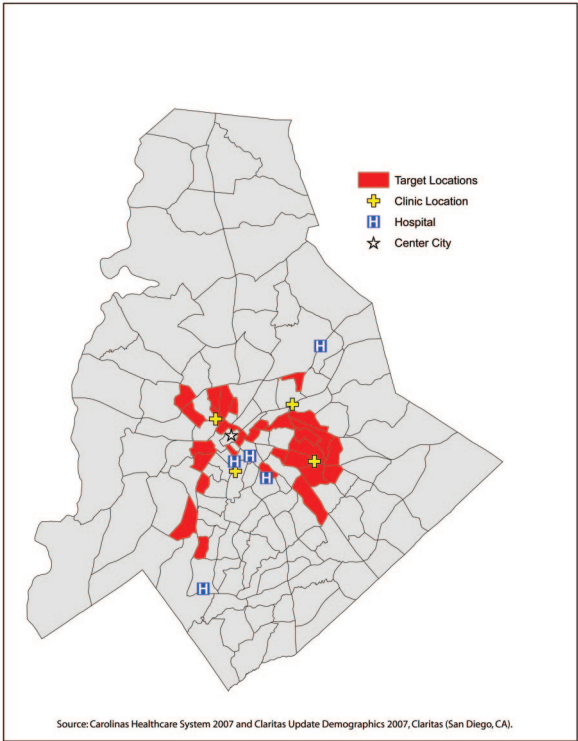 Target Locations
Clinic Location
H Hospital
Center City
H
H
H
H
H
Source: Carolinas Healthcare System 2007 and Claritas Update Demographics 2007, Claritas (San Diego, CA).